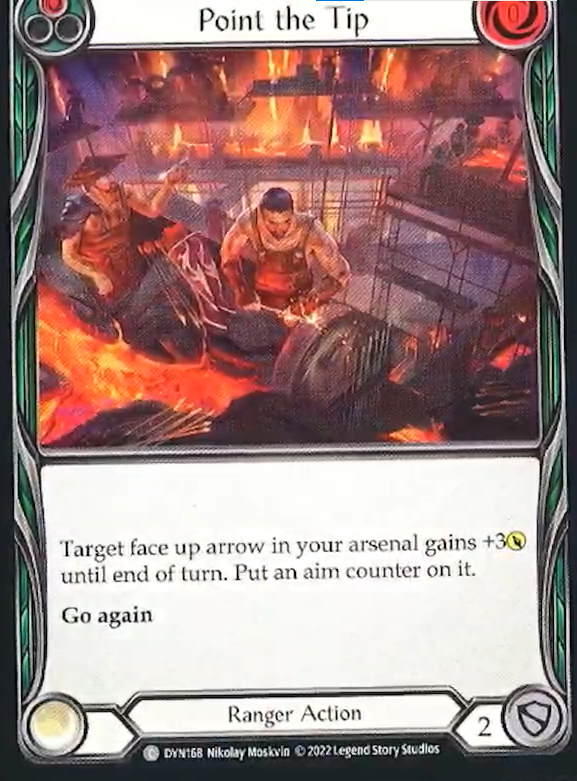 Point the Tip
0
Target face up arrow in your arsenal gains +3
until end of turn. Put an aim counter on it.
Go again
Ranger Action
2
C DYN168 Nikolay Moskvin © 2022 Legend Story Studios